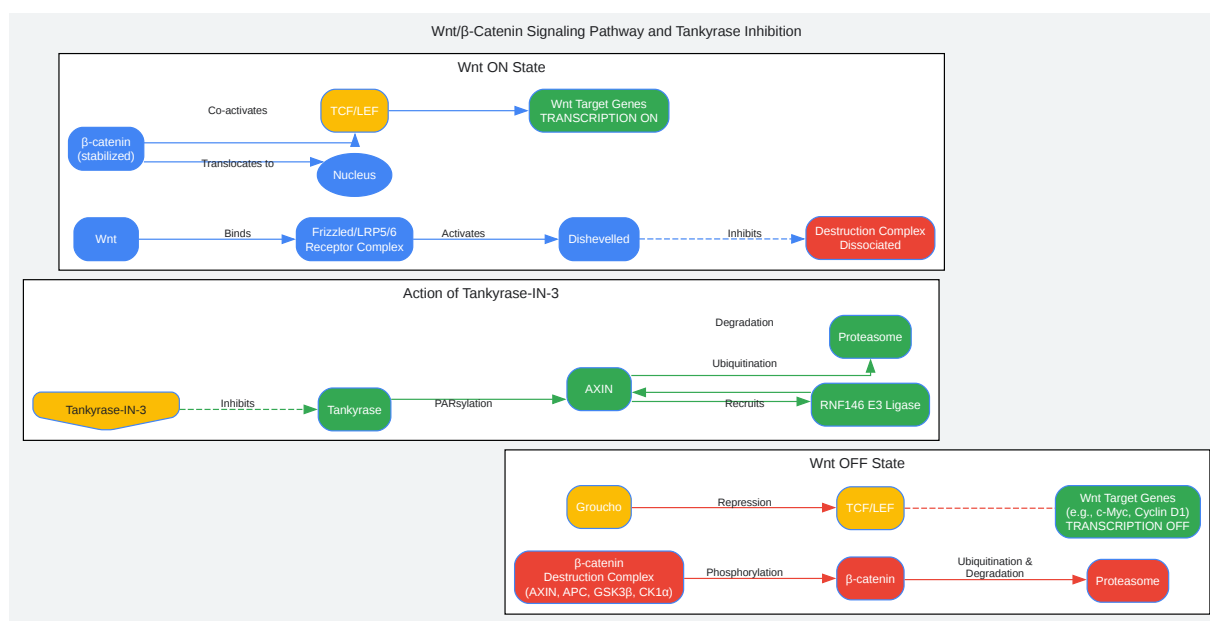 Wnt/β-Catenin Signaling Pathway and Tankyrase Inhibition
Wnt ON State
Co-activates
TCF/LEF
Wnt Target Genes
TRANSCRIPTION ON
β-catenin
(stabilized)
Translocates to
Nucleus
Wnt
Binds
Frizzled/LRP5/6
Receptor Complex
Activates
Dishevelled
Inhibits
Destruction Complex
Dissociated
Action of Tankyrase-IN-3
Degradation
Proteasome
Ubiquitination
AXIN
Tankyrase-IN-3
Inhibits
Tankyrase
PARsylation
Recruits
RNF146 E3 Ligase
Wnt OFF State
Groucho
Repression
TCF/LEF
Wnt Target Genes
(e.g., c-Myc, Cyclin D1)
TRANSCRIPTION OFF
β-catenin
Destruction Complex
(AXIN, APC, GSK3β, CK1α)
Phosphorylation
β-catenin
Ubiquitination &
Degradation
Proteasome